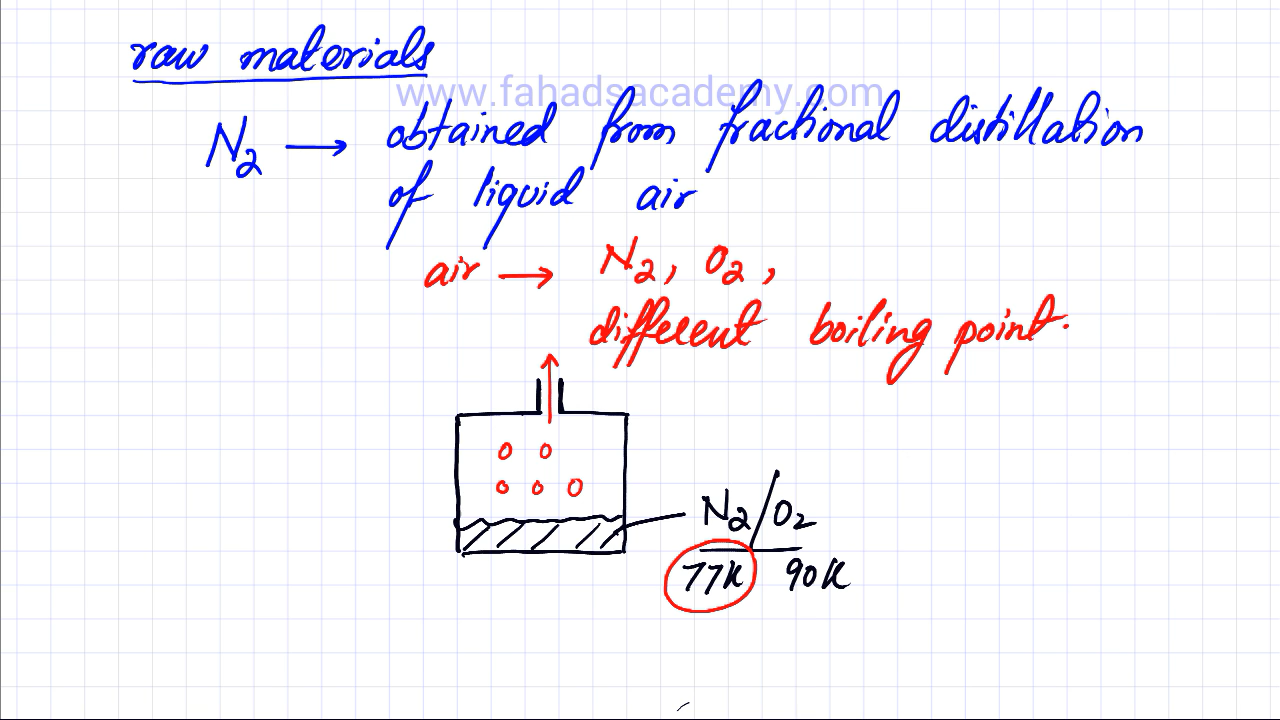 raw materials
www.fahadsacademy.com
N₂ → obtained from fractional distillation
of liquid air
air → N₂, O₂,
different boiling point.
N₂/O₂
77K 90K